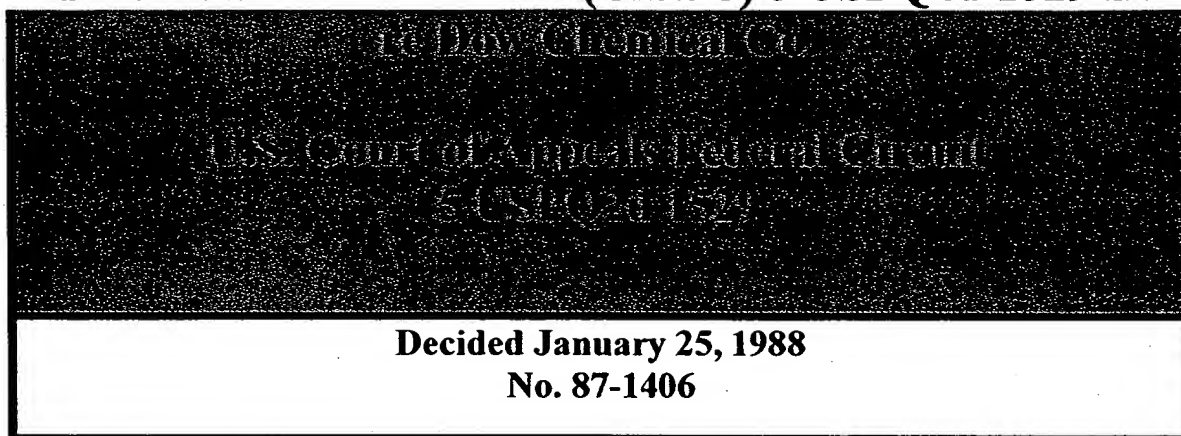 re Dow Chemical Co.
U.S. Court of Appeals Federal Circuit
5 USPQ2d 1529
Decided January 25, 1988
No. 87-1406